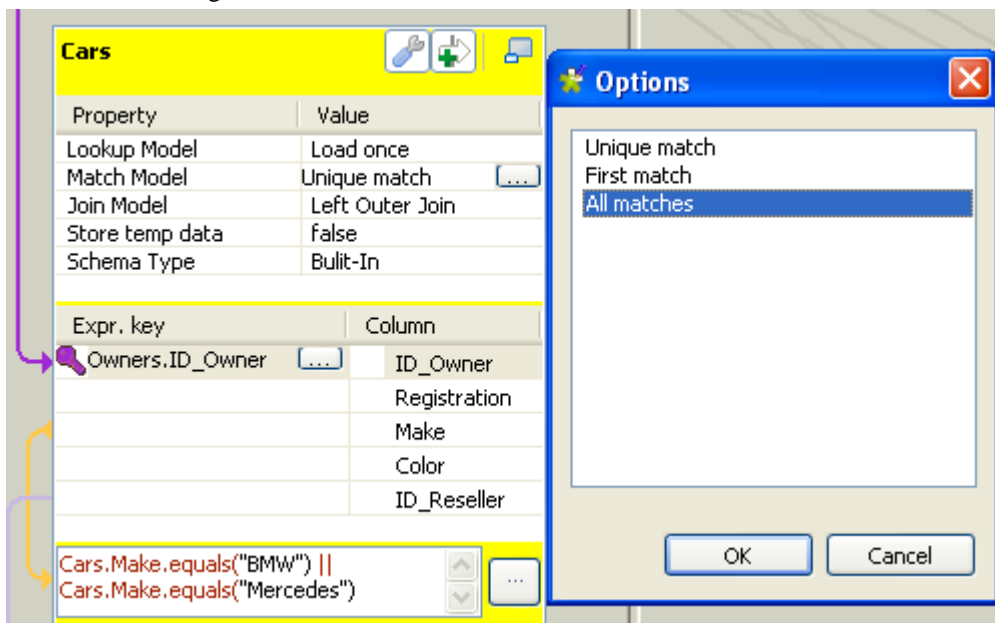 Cars
Property Value
Lookup Model Load once
Match Model Unique match ...
Join Model Left Outer Join
Store temp data false
Schema Type Bulit-In
Expr. key Column
Owners.ID_Owner ... ID_Owner
Registration
Make
Color
ID_Reseller
Cars.Make.equals("BMW") ||
Cars.Make.equals("Mercedes")
...
Options
Unique match
First match
All matches
OK Cancel